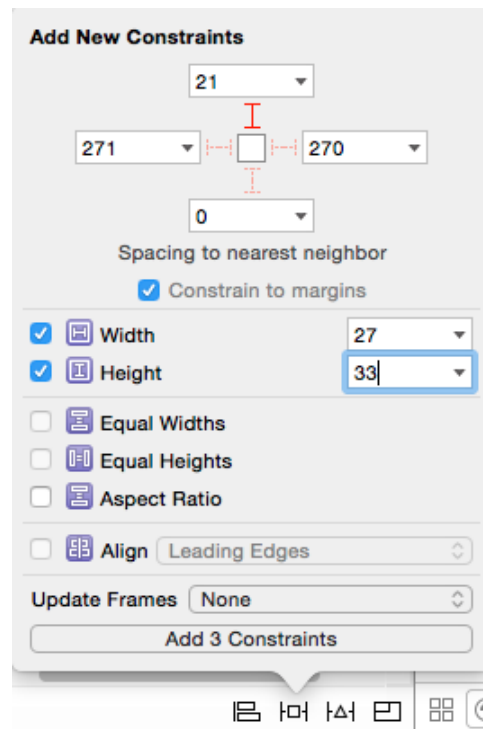 Add New Constraints
21
271 270
0
Spacing to nearest neighbor
Constrain to margins
Width 27
Height 33
Equal Widths
Equal Heights
Aspect Ratio
Align Leading Edges
Update Frames None
Add 3 Constraints